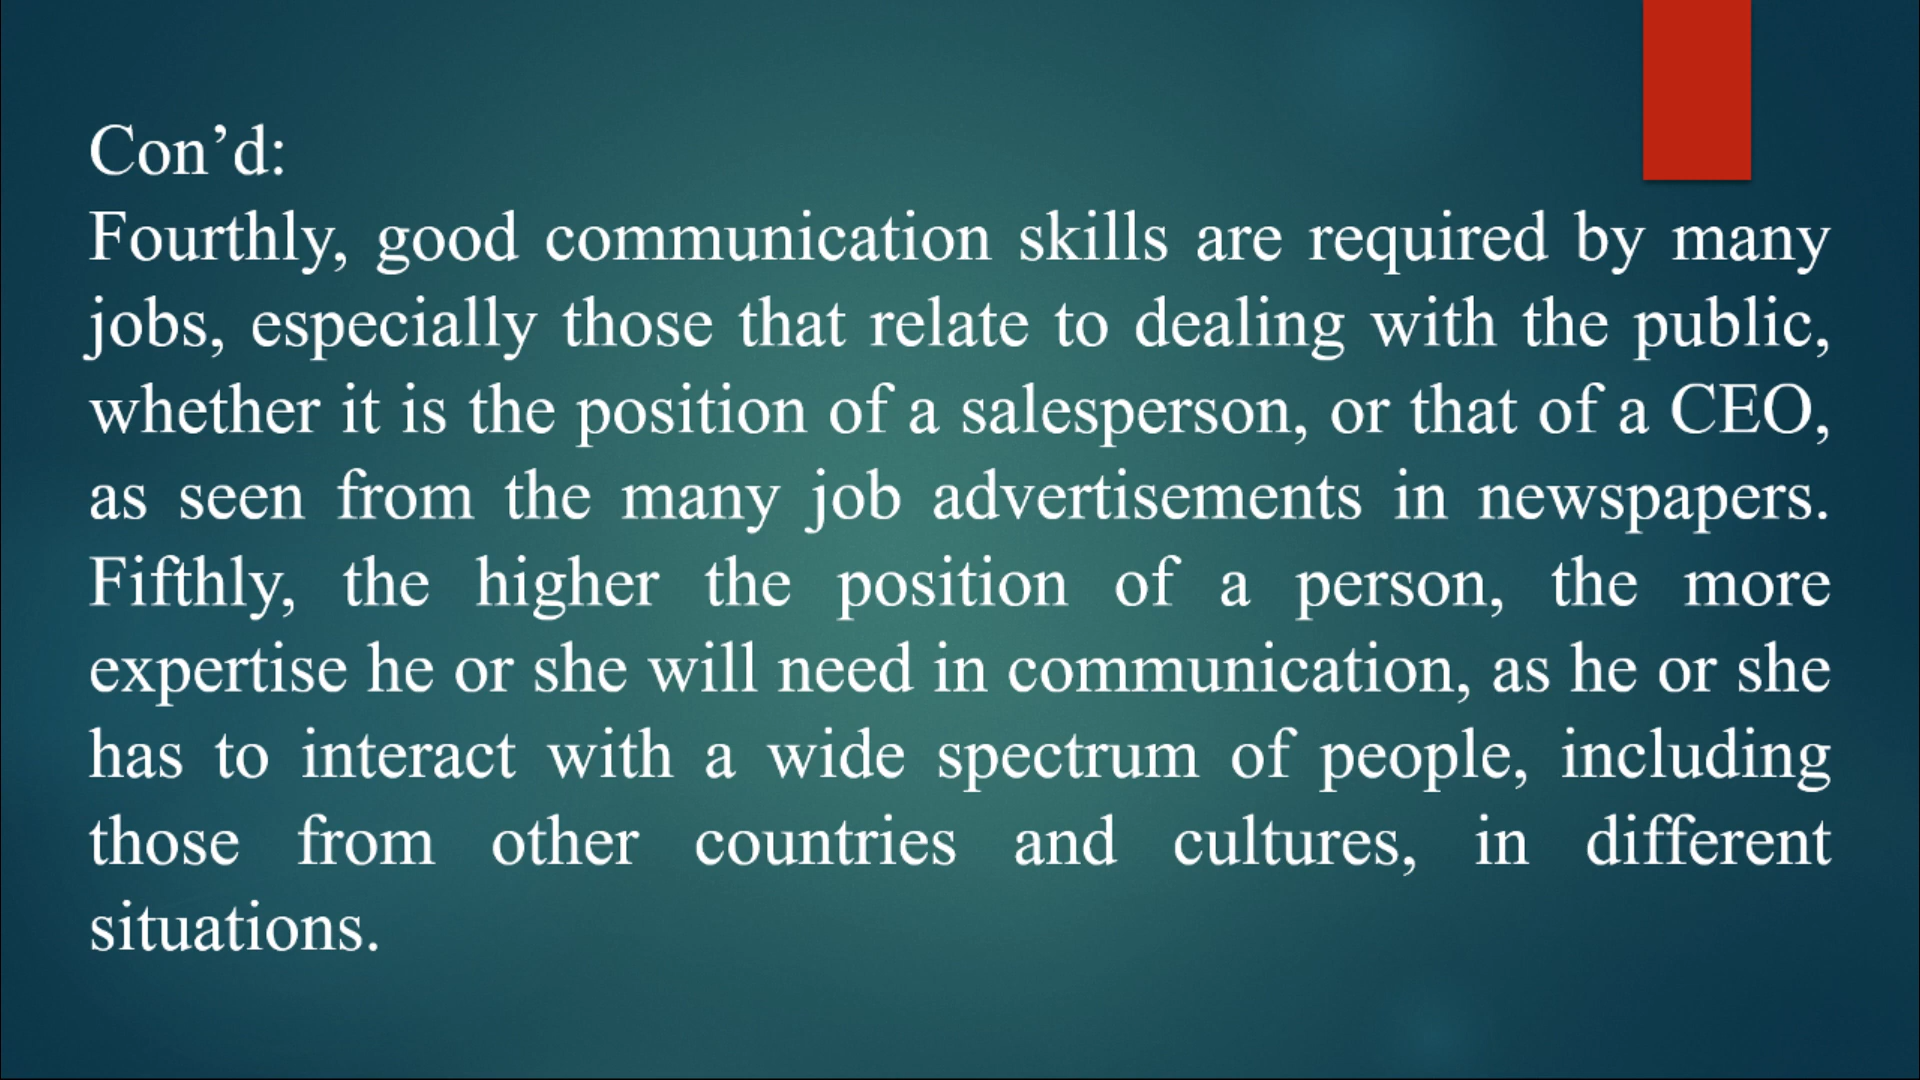 Con’d:
Fourthly, good communication skills are required by many
jobs, especially those that relate to dealing with the public,
whether it is the position of a salesperson, or that of a CEO,
as seen from the many job advertisements in newspapers.
Fifthly, the higher the position of a person, the more
expertise he or she will need in communication, as he or she
has to interact with a wide spectrum of people, including
those from other countries and cultures, in different
situations.